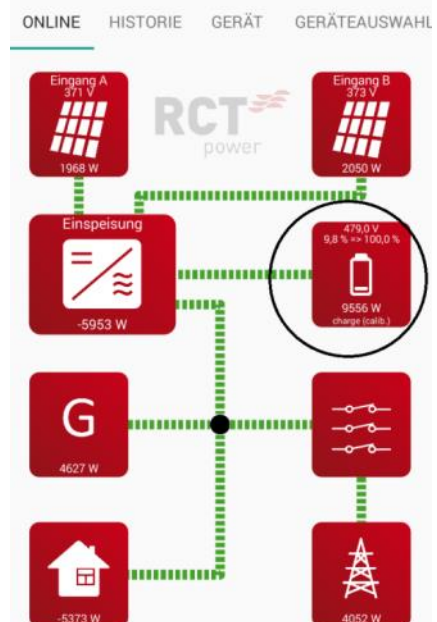 ONLINE HISTORIE GERÄT GERÄTEAUSWAHL
Eingang A
371 V
1968 W
RCT
power
Eingang B
373 V
2050 W
Einspeisung
-5953 W
479,0 V
9,8 % => 100,0 %
9556 W
charge (calib.)
G
4627 W
-5373 W
4052 W